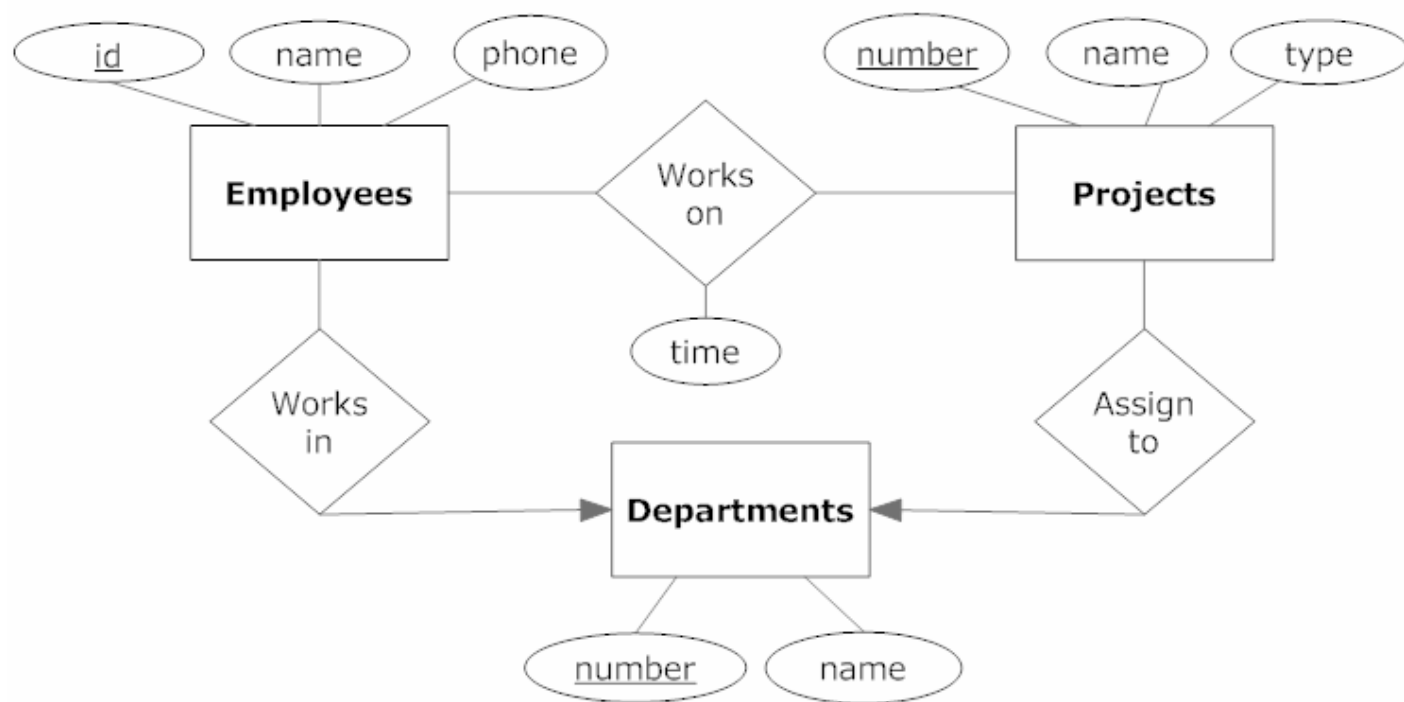 id
name
phone
number
name
type
Employees
Works
on
Projects
time
Works
in
Assign
to
Departments
number
name